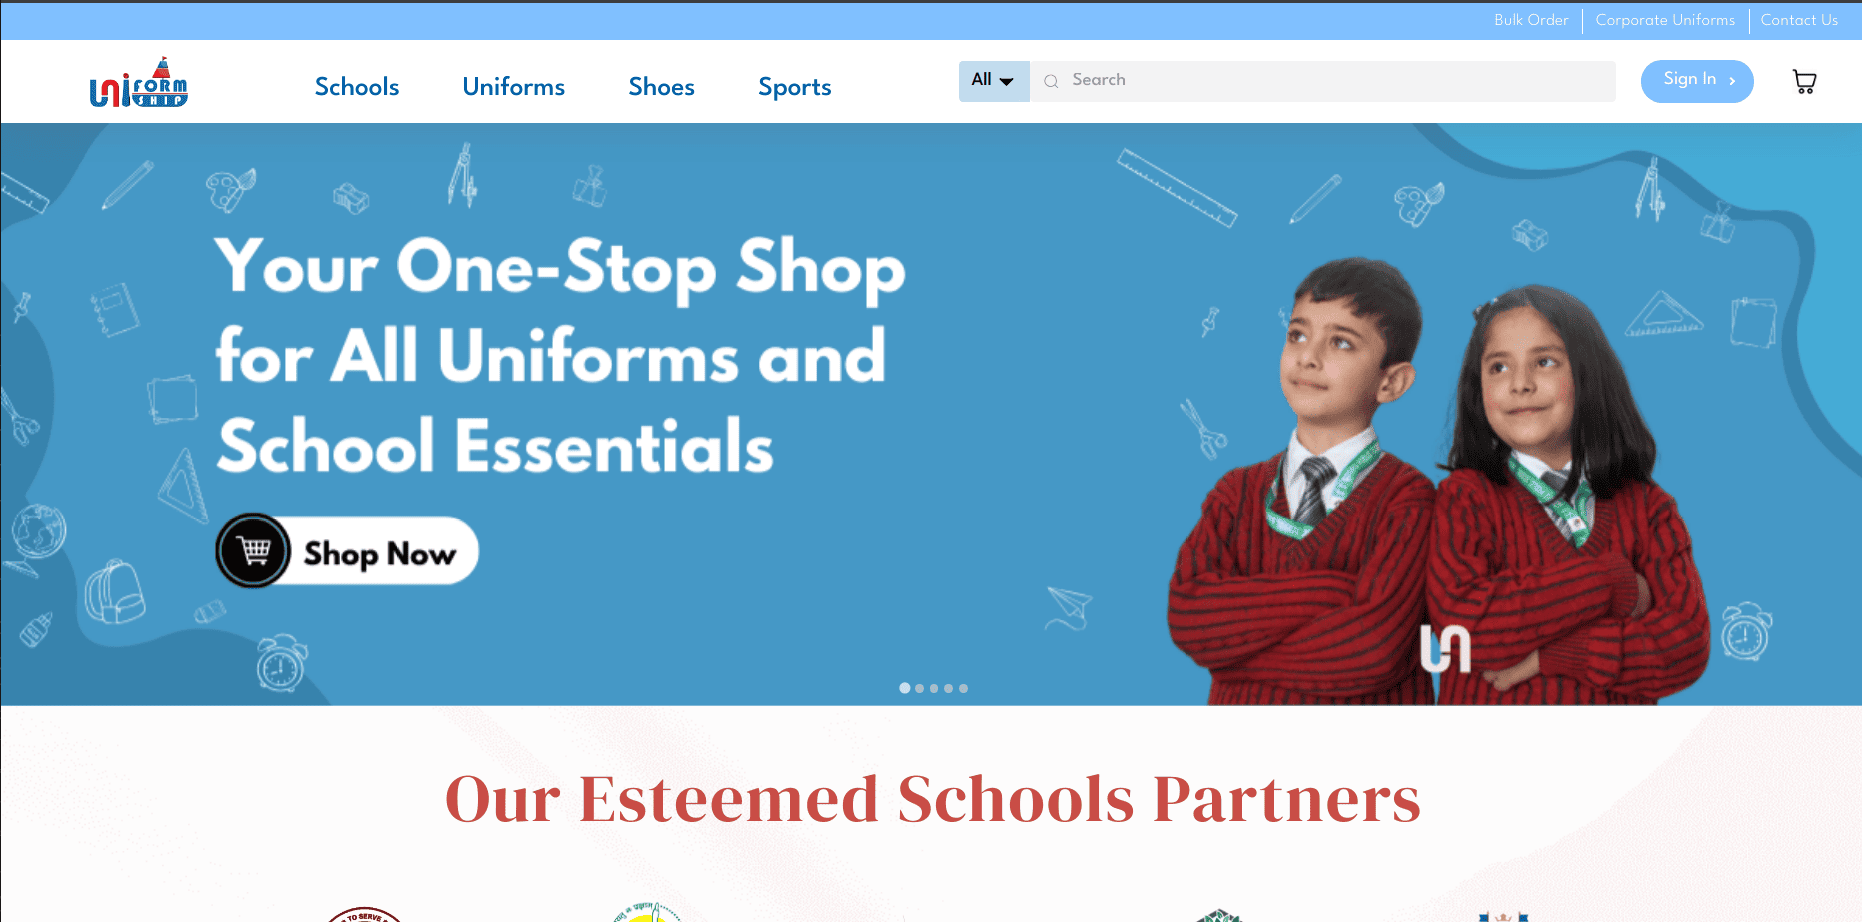 Bulk Order
Corporate Uniforms
Contact Us
UNIFORM
SHIP
Schools
Uniforms
Shoes
Sports
All
Search
Sign In
Your One-Stop Shop
for All Uniforms and
School Essentials
Shop Now
Our Esteemed Schools Partners
TO SERVE